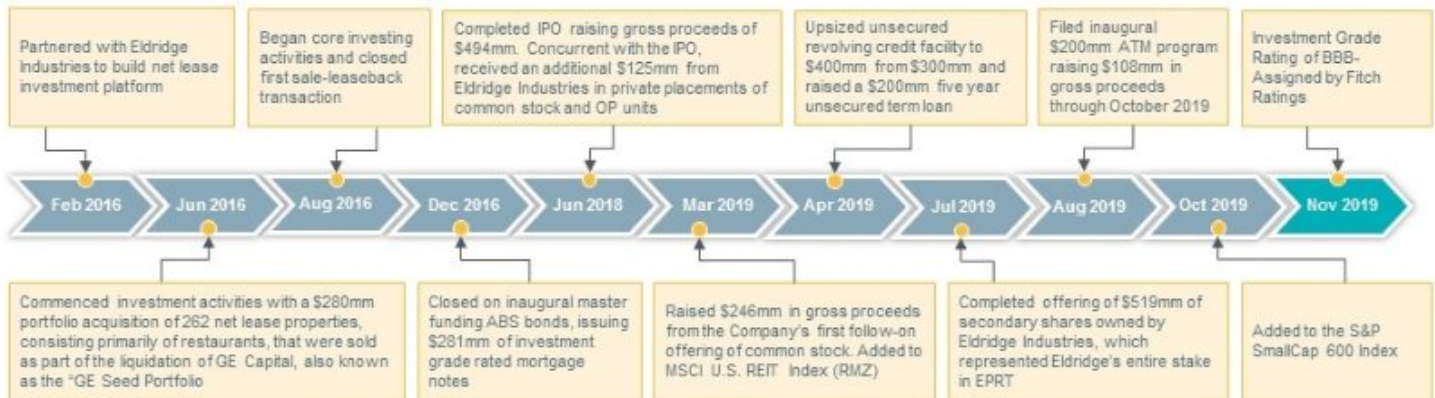 Partnered with Eldridge
Industries to build net lease
investment platform
Began core investing
activities and closed
first sale-leaseback
transaction
Completed IPO raising gross proceeds of
$494mm. Concurrent with the IPO,
received an additional $125mm from
Eldridge Industries in private placements of
common stock and OP units
Upsized unsecured
revolving credit facility to
$400mm from $300mm and
raised a $200mm five year
unsecured term loan
Filed inaugural
$200mm ATM program
raising $108mm in
gross proceeds
through October 2019
Investment Grade
Rating of BBB-
Assigned by Fitch
Ratings
Feb 2016
Jun 2016
Aug 2016
Dec 2016
Jun 2018
Mar 2019
Apr 2019
Jul 2019
Aug 2019
Oct 2019
Nov 2019
Commenced investment activities with a $280mm
portfolio acquisition of 262 net lease properties,
consisting primarily of restaurants, that were sold
as part of the liquidation of GE Capital, also known
as the "GE Seed Portfolio
Closed on inaugural master
funding ABS bonds, issuing
$281mm of investment
grade rated mortgage
notes
Raised $246mm in gross proceeds
from the Company's first follow-on
offering of common stock. Added to
MSCI U.S. REIT Index (RMZ)
Completed offering of $519mm of
secondary shares owned by
Eldridge Industries, which
represented Eldridge's entire stake
in EPRT
Added to the S&P
SmallCap 600 Index